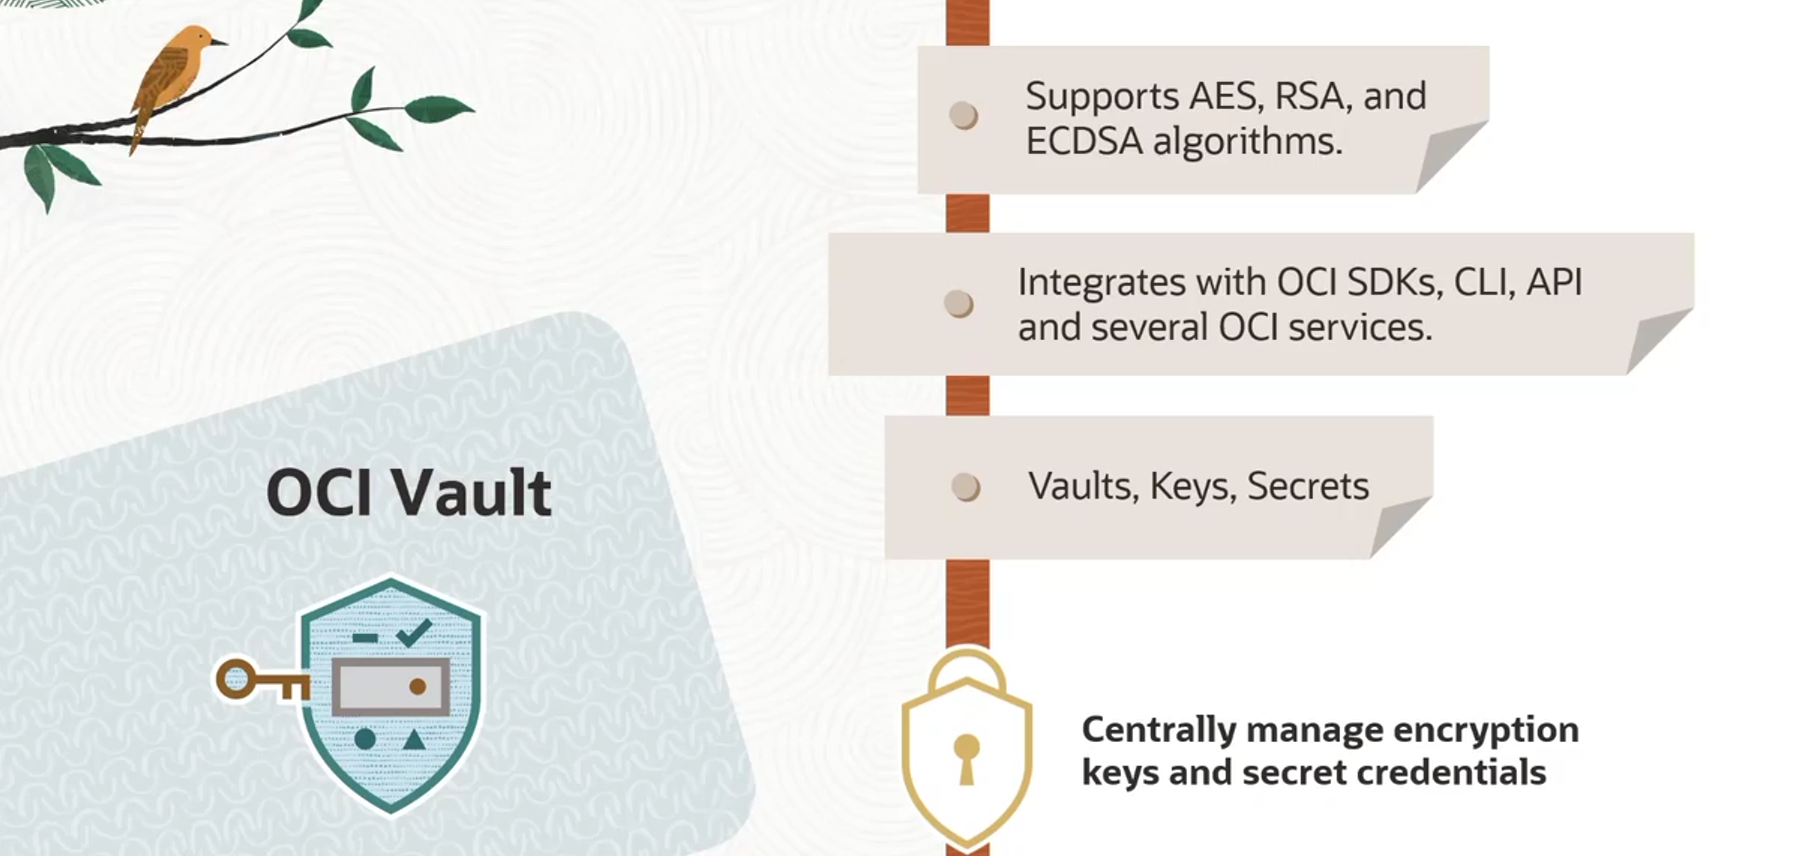 Supports AES, RSA, and
ECDSA algorithms.
Integrates with OCI SDKs, CLI, API
and several OCI services.
Vaults, Keys, Secrets
OCI Vault
Centrally manage encryption
keys and secret credentials